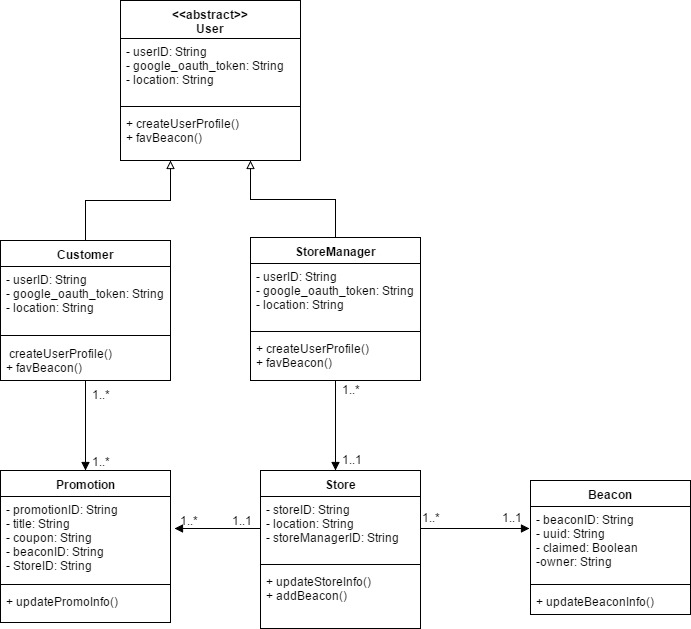 <<abstract>>
User
- userID: String
- google_oauth_token: String
- location: String
+ createUserProfile()
+ favBeacon()
Customer
- userID: String
- google_oauth_token: String
- location: String
createUserProfile()
+ favBeacon()
StoreManager
- userID: String
- google_oauth_token: String
- location: String
+ createUserProfile()
+ favBeacon()
1..*
1..*
1..*
1..1
Promotion
- promotionID: String
- title: String
- coupon: String
- beaconID: String
- StoreID: String
+ updatePromoInfo()
1..*
1..1
Store
- storeID: String
- location: String
- storeManagerID: String
+ updateStoreInfo()
+ addBeacon()
1..*
1..1
Beacon
- beaconID: String
- uuid: String
- claimed: Boolean
-owner: String
+ updateBeaconInfo()